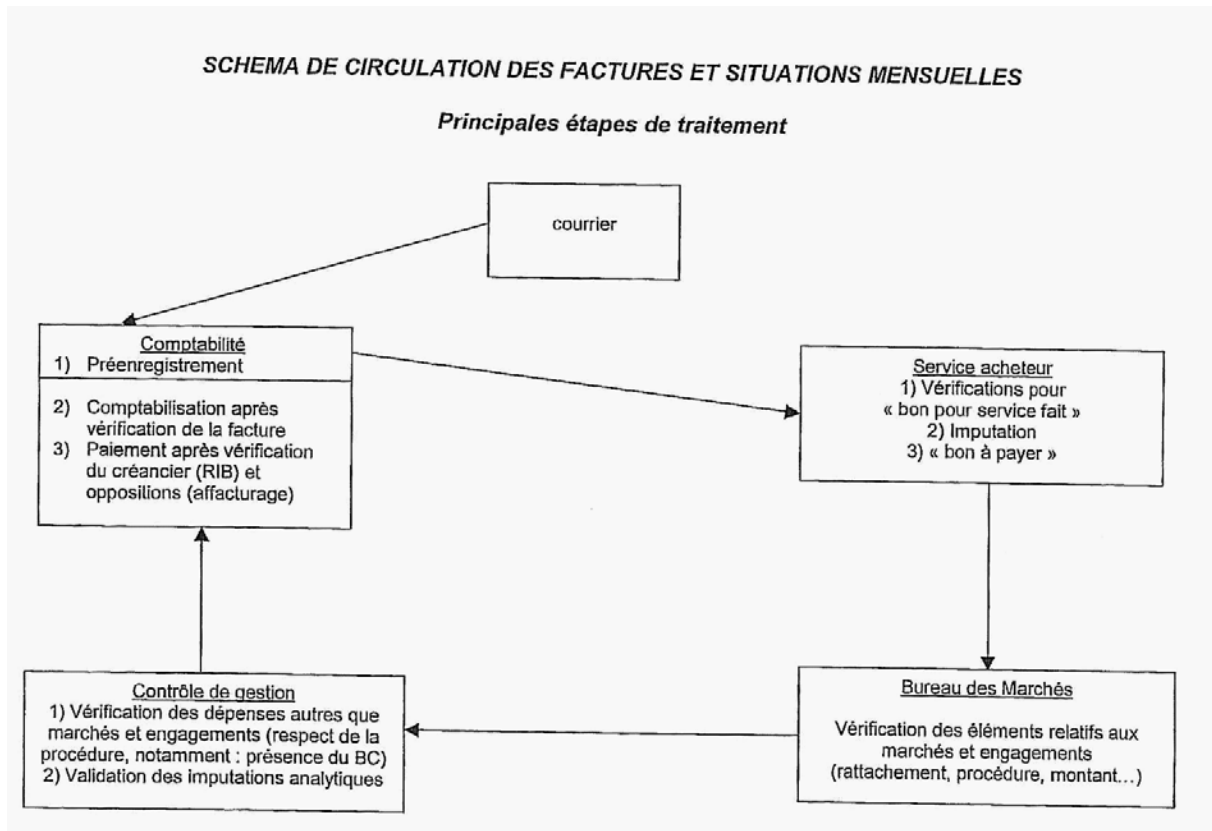 SCHEMA DE CIRCULATION DES FACTURES ET SITUATIONS MENSUELLES
Principales étapes de traitement
courrier
Comptabilité
1) Préenregistrement
2) Comptabilisation après
vérification de la facture
3) Paiement après vérification
du créancier (RIB) et
oppositions (affacturage)
Service acheteur
1) Vérifications pour
« bon pour service fait »
2) Imputation
3) « bon à payer »
Contrôle de gestion
1) Vérification des dépenses autres que
marchés et engagements (respect de la
procédure, notamment : présence du BC)
2) Validation des imputations analytiques
Bureau des Marchés
Vérification des éléments relatifs aux
marchés et engagements
(rattachement, procédure, montant...)